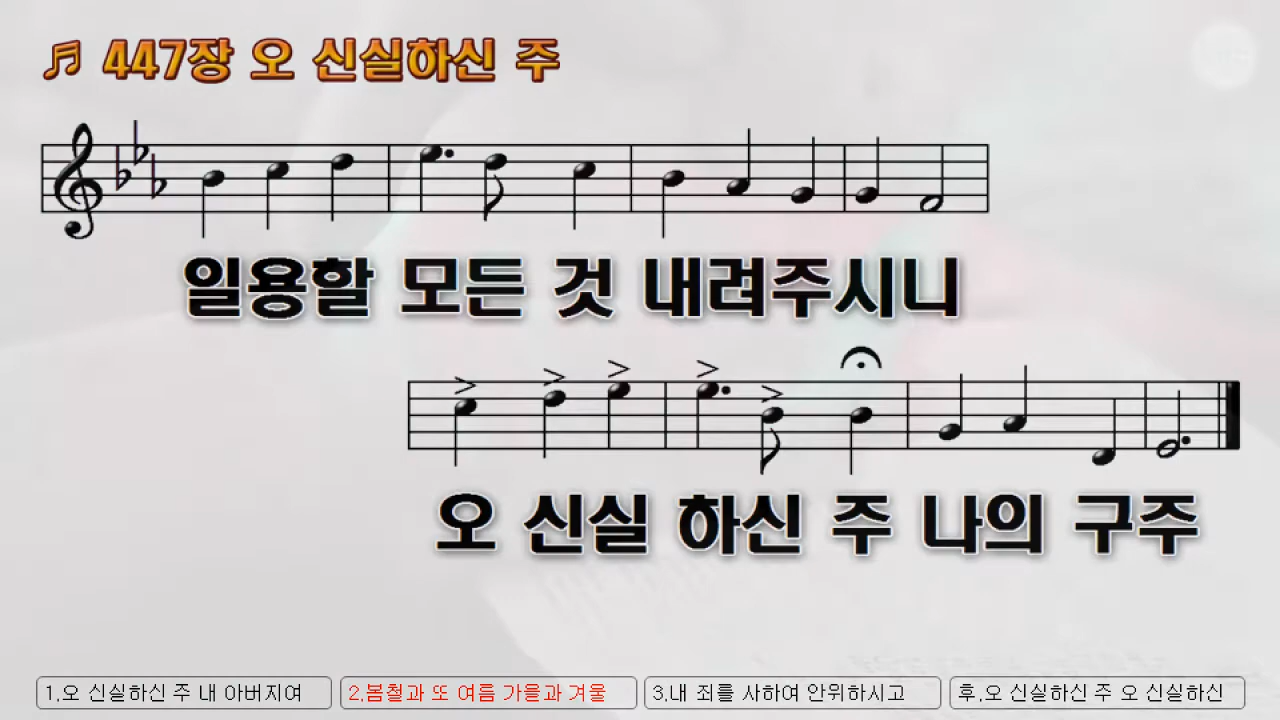 ♬ 447장 오 신실하신 주
일용할 모든 것 내려주시니
오 신실 하신 주 나의 구주
1.오 신실하신 주 내 아버지여
2.봄철과 또 여름 가을과 겨울
3.내 죄를 사하여 안위하시고
후.오 신실하신 주 오 신실하신